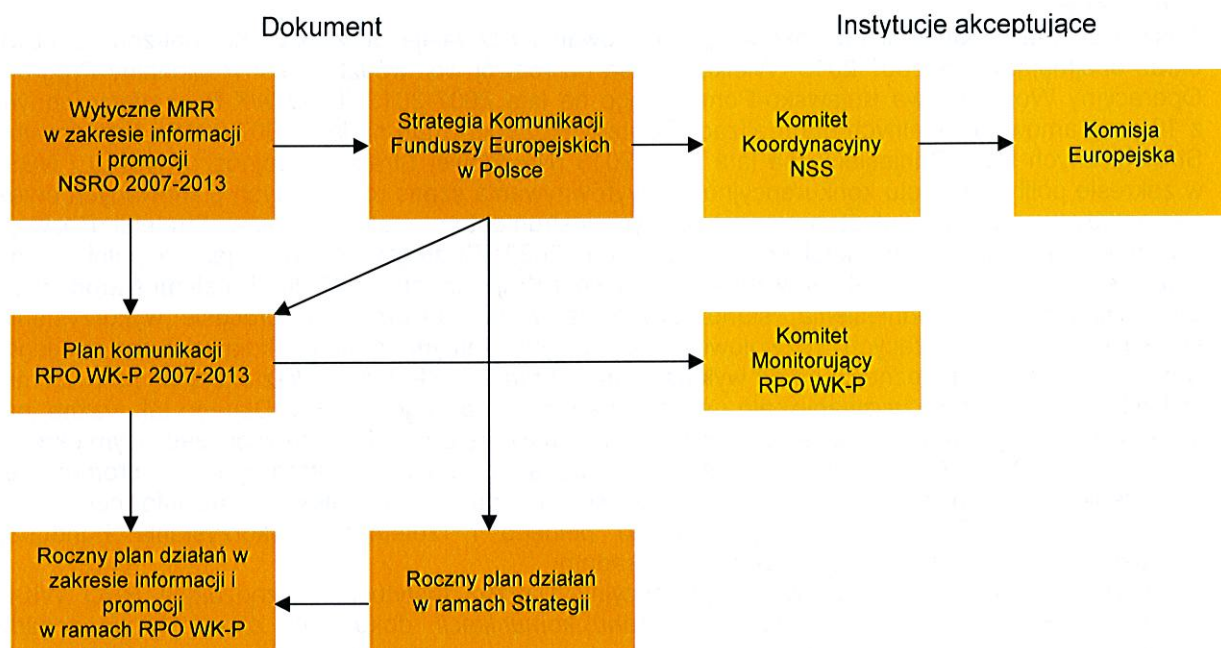 Dokument
Instytucje akceptujące
Wytyczne MRR
w zakresie informacji
i promocji
NSRO 2007-2013
Strategia Komunikacji
Funduszy Europejskich
w Polsce
Komitet
Koordynacyjny
NSS
Komisja
Europejska
Plan komunikacji
RPO WK-P 2007-2013
Komitet
Monitorujący
RPO WK-P
Roczny plan działań w
zakresie informacji i
promocji
w ramach RPO WK-P
Roczny plan działań
w ramach Strategii